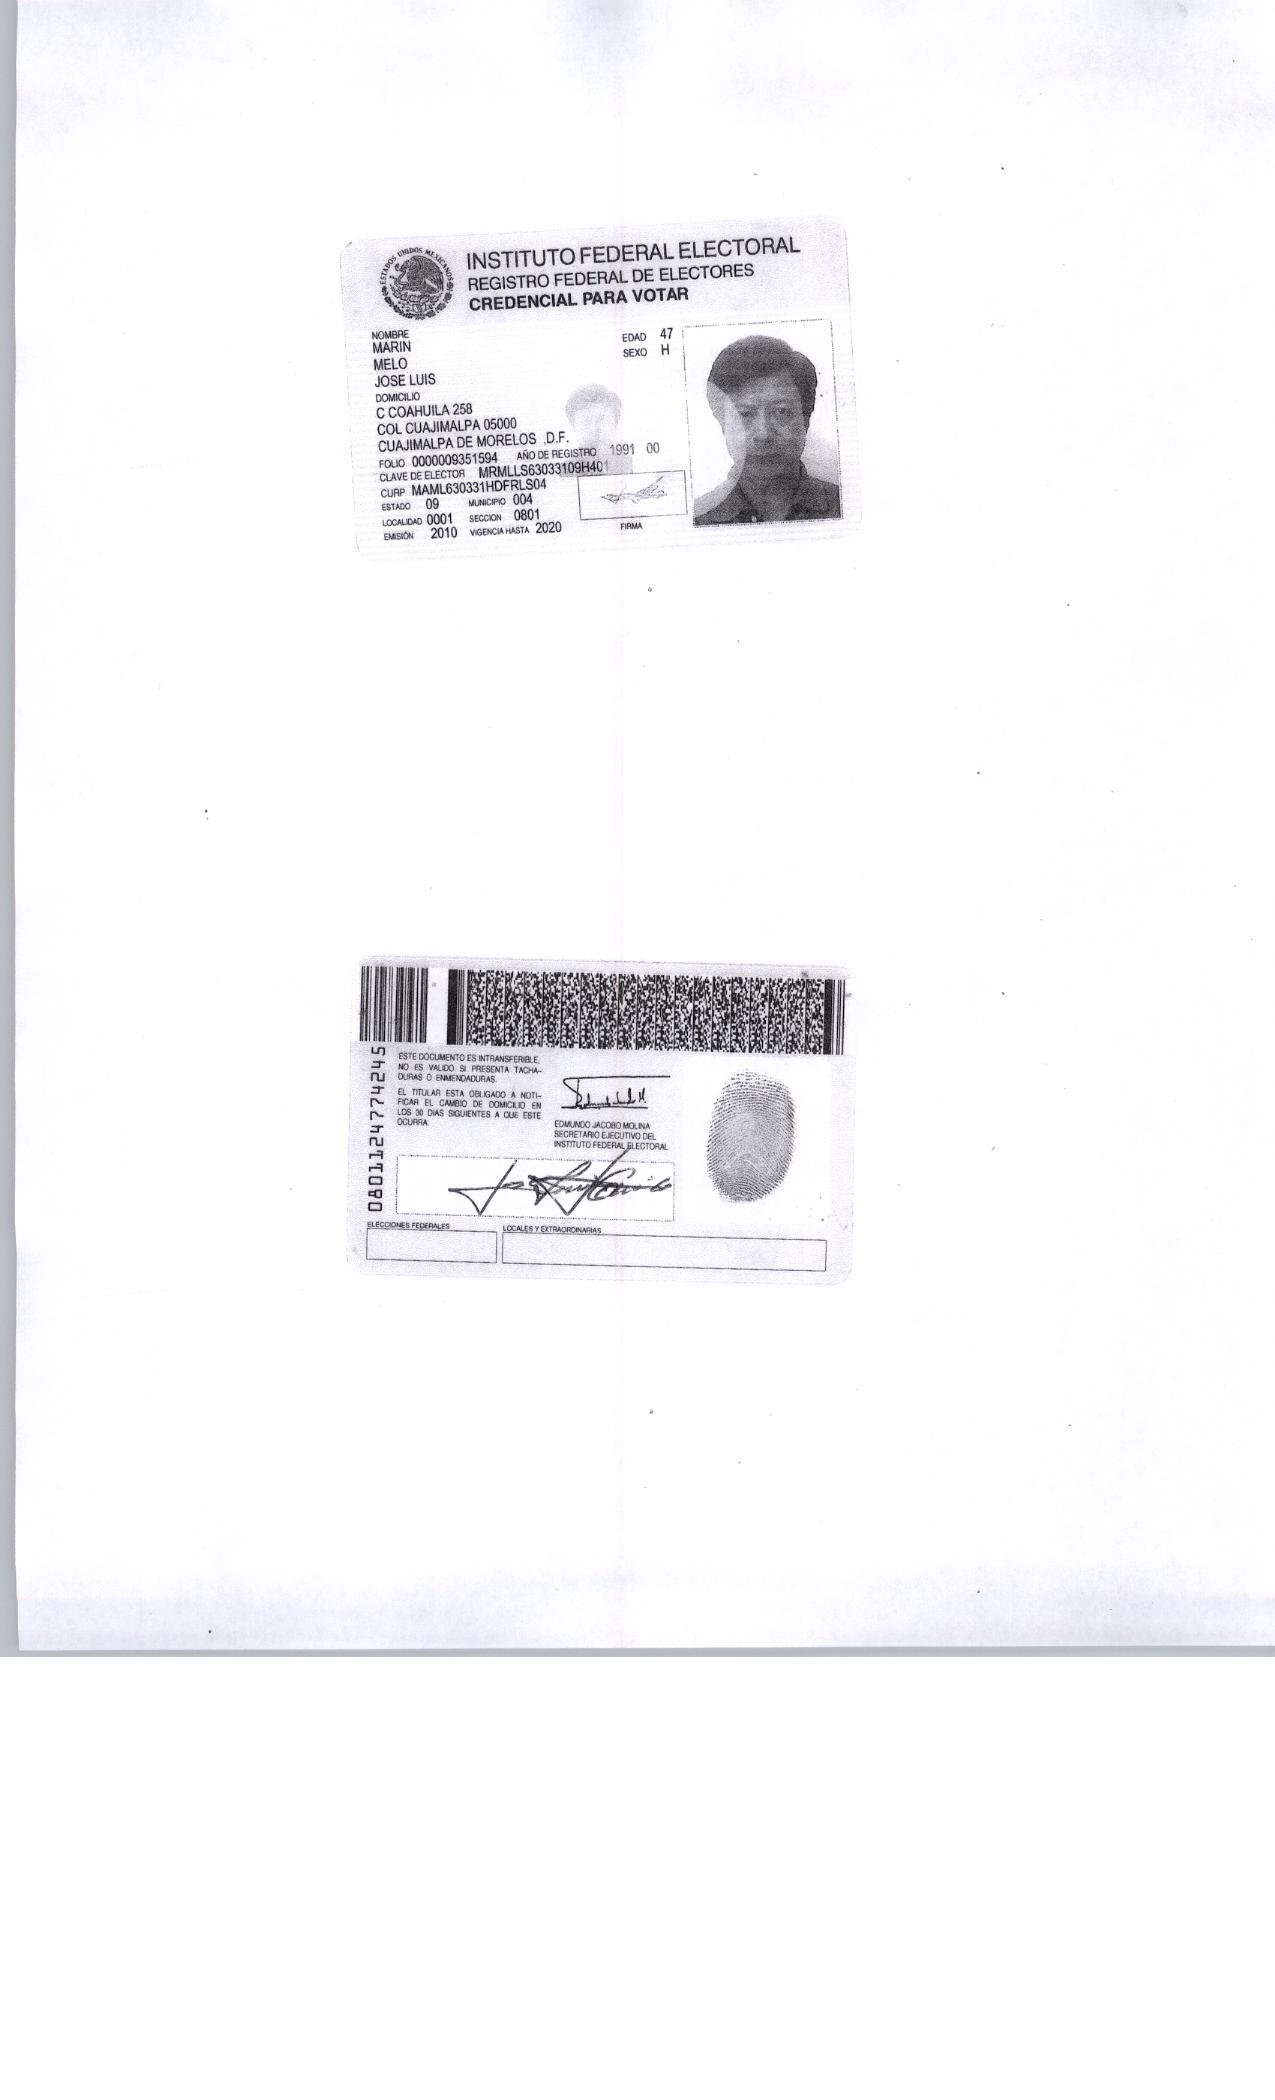 ESTADOS UNIDOS MEXICANOS
INSTITUTO FEDERAL ELECTORAL
REGISTRO FEDERAL DE ELECTORES
CREDENCIAL PARA VOTAR
NOMBRE
MARIN
MELO
JOSE LUIS
EDAD 47
SEXO H
DOMICILIO
C COAHUILA 258
COL CUAJIMALPA 05000
CUAJIMALPA DE MORELOS ,D.F.
FOLIO 0000009351594 AÑO DE REGISTRO 1991 00
CLAVE DE ELECTOR MRMLLS63033109H401
CURP MAML630331HDFRLS04
ESTADO 09 MUNICIPIO 004
LOCALIDAD 0001 SECCION 0801
EMISIÓN 2010 VIGENCIA HASTA 2020
FIRMA
0801124774245
ESTE DOCUMENTO ES INTRANSFERIBLE,
NO ES VALIDO SI PRESENTA TACHA-
DURAS O ENMENDADURAS.
EL TITULAR ESTA OBLIGADO A NOTI-
FICAR EL CAMBIO DE DOMICILIO EN
LOS 30 DIAS SIGUIENTES A QUE ESTE
OCURRA.
EDMUNDO JACOBO MOLINA
SECRETARIO EJECUTIVO DEL
INSTITUTO FEDERAL ELECTORAL
ELECCIONES FEDERALES
LOCALES Y EXTRAORDINARIAS